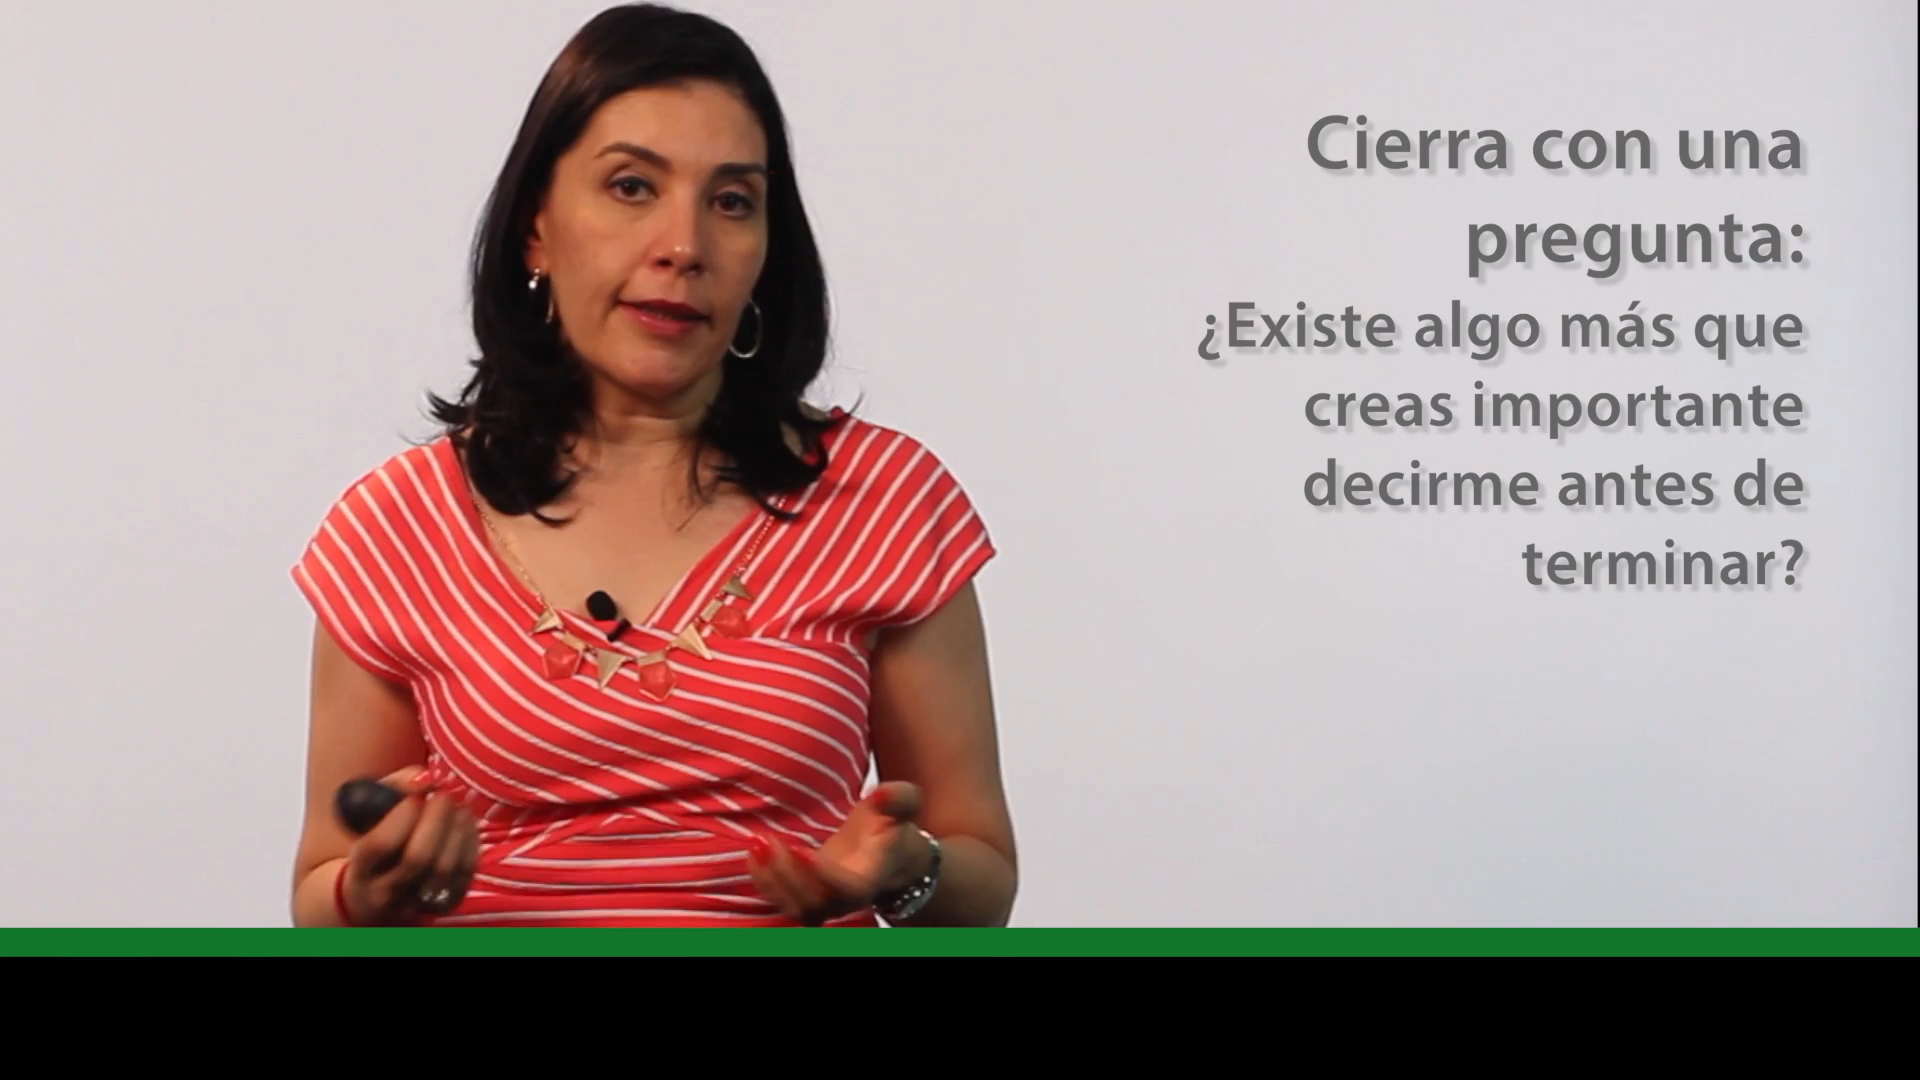 Cierra con una
pregunta:
¿Existe algo más que
creas importante
decirme antes de
terminar?